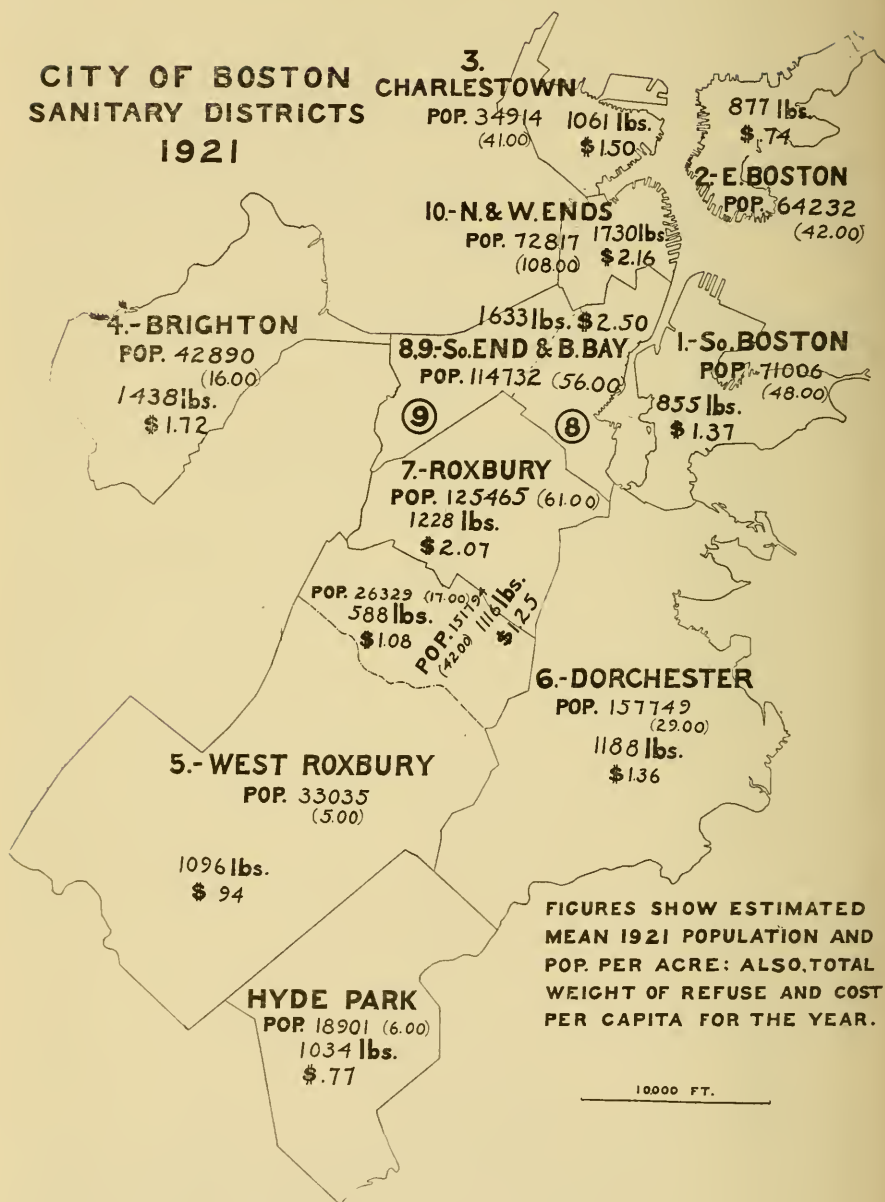 CITY OF BOSTON
SANITARY DISTRICTS
1921
3.
CHARLESTOWN
POP. 34914
(41.00)
1061 lbs.
$1.50
877 lbs.
$.74
2.-E.BOSTON
POP. 64232
(42.00)
10.-N.& W.ENDS
POP. 72817
(108.00)
1730 lbs.
$2.16
4.-BRIGHTON
POP. 42890
(16.00)
1438 lbs.
$1.72
1633 lbs. $2.50
8,9.-So.END & B.BAY
POP. 114732 (56.00)
9
8
1.-So.BOSTON
POP. 71006
(48.00)
855 lbs.
$1.37
7.-ROXBURY
POP. 125465 (61.00)
1228 lbs.
$2.07
POP. 26329 (17.00)
588 lbs.
$1.08
POP. 151794
(42.00)
1116 lbs.
$1.25
6.-DORCHESTER
POP. 157749
(29.00)
1188 lbs.
$1.36
5.-WEST ROXBURY
POP. 33035
(5.00)
1096 lbs.
$ 94
HYDE PARK
POP. 18901 (6.00)
1034 lbs.
$.77
FIGURES SHOW ESTIMATED
MEAN 1921 POPULATION AND
POP. PER ACRE: ALSO, TOTAL
WEIGHT OF REFUSE AND COST
PER CAPITA FOR THE YEAR.
10000 FT.